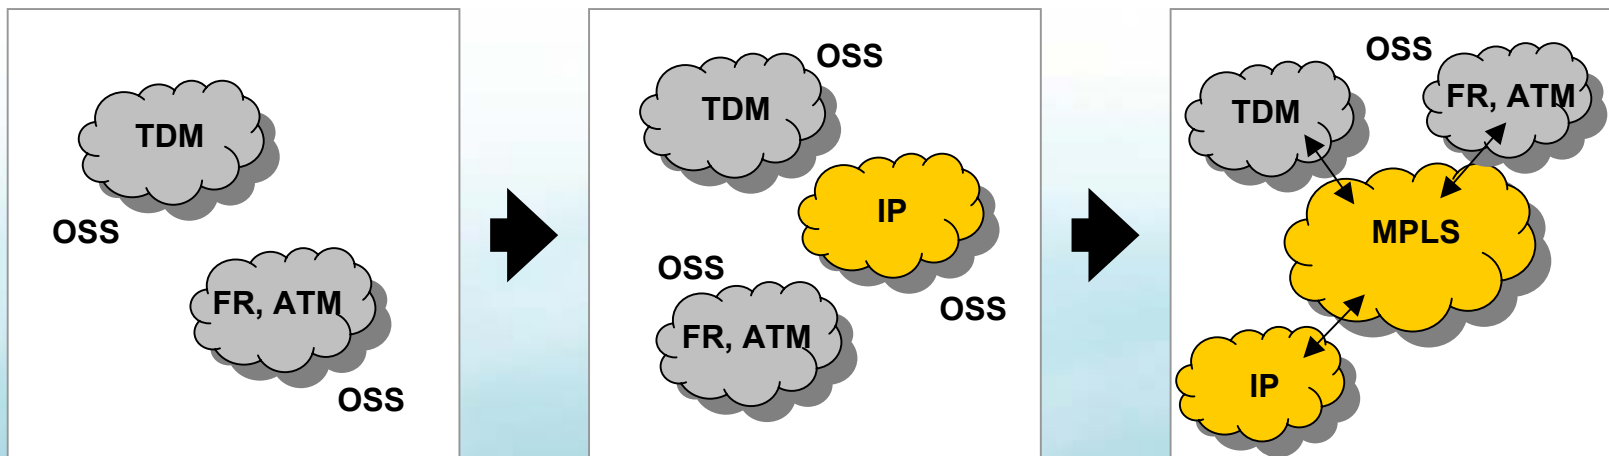 TDM
OSS
FR, ATM
OSS
OSS
TDM
IP
OSS
OSS
FR, ATM
OSS
FR, ATM
TDM
MPLS
IP